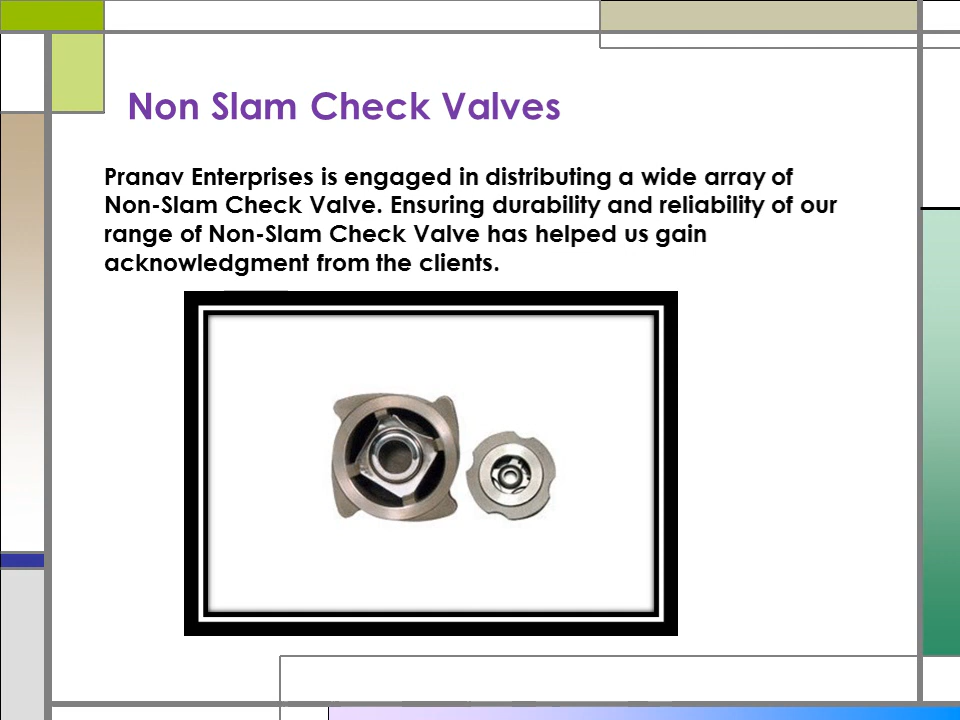 Non Slam Check Valves
Pranav Enterprises is engaged in distributing a wide array of
Non-Slam Check Valve. Ensuring durability and reliability of our
range of Non-Slam Check Valve has helped us gain
acknowledgment from the clients.